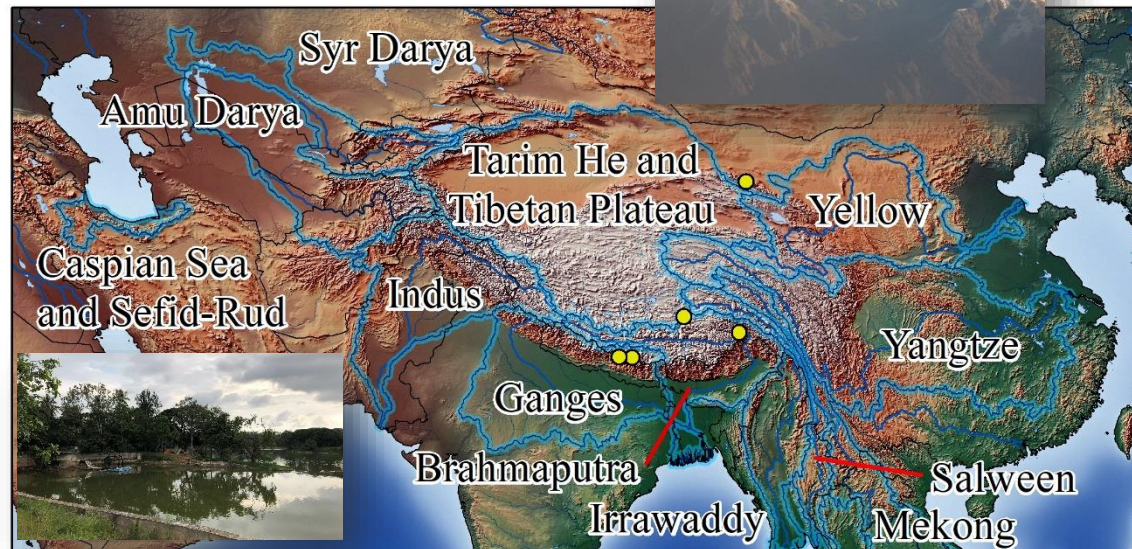 Syr Darya
Amu Darya
Tarim He and
Tibetan Plateau
Yellow
Caspian Sea
and Sefid-Rud
Indus
Yangtze
Ganges
Brahmaputra
Salween
Irrawaddy
Mekong